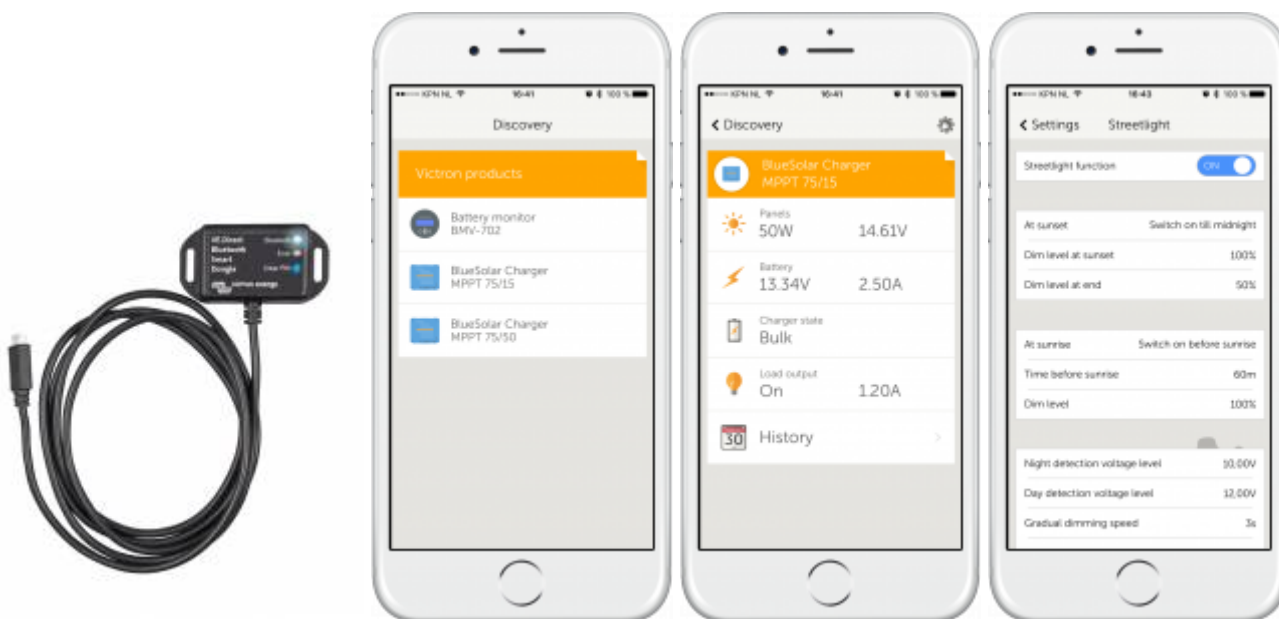 VE.Direct
Bluetooth
Smart
Dongle
victron energy
KPN NL 16:41 100 %
Discovery
Victron products
Battery monitor
BMV-702
BlueSolar Charger
MPPT 75/15
BlueSolar Charger
MPPT 75/50
KPN NL 16:41 100 %
Discovery
BlueSolar Charger
MPPT 75/15
Panels
50W 14.61V
Battery
13.34V 2.50A
Charger state
Bulk
Load output
On 1.20A
30 History
KPN NL 16:43 100 %
Settings Streetlight
Streetlight function ON
At sunset Switch on till midnight
Dim level at sunset 100%
Dim level at end 50%
At sunrise Switch on before sunrise
Time before sunrise 60m
Dim level 100%
Night detection voltage level 10,00V
Day detection voltage level 12,00V
Gradual dimming speed 3s